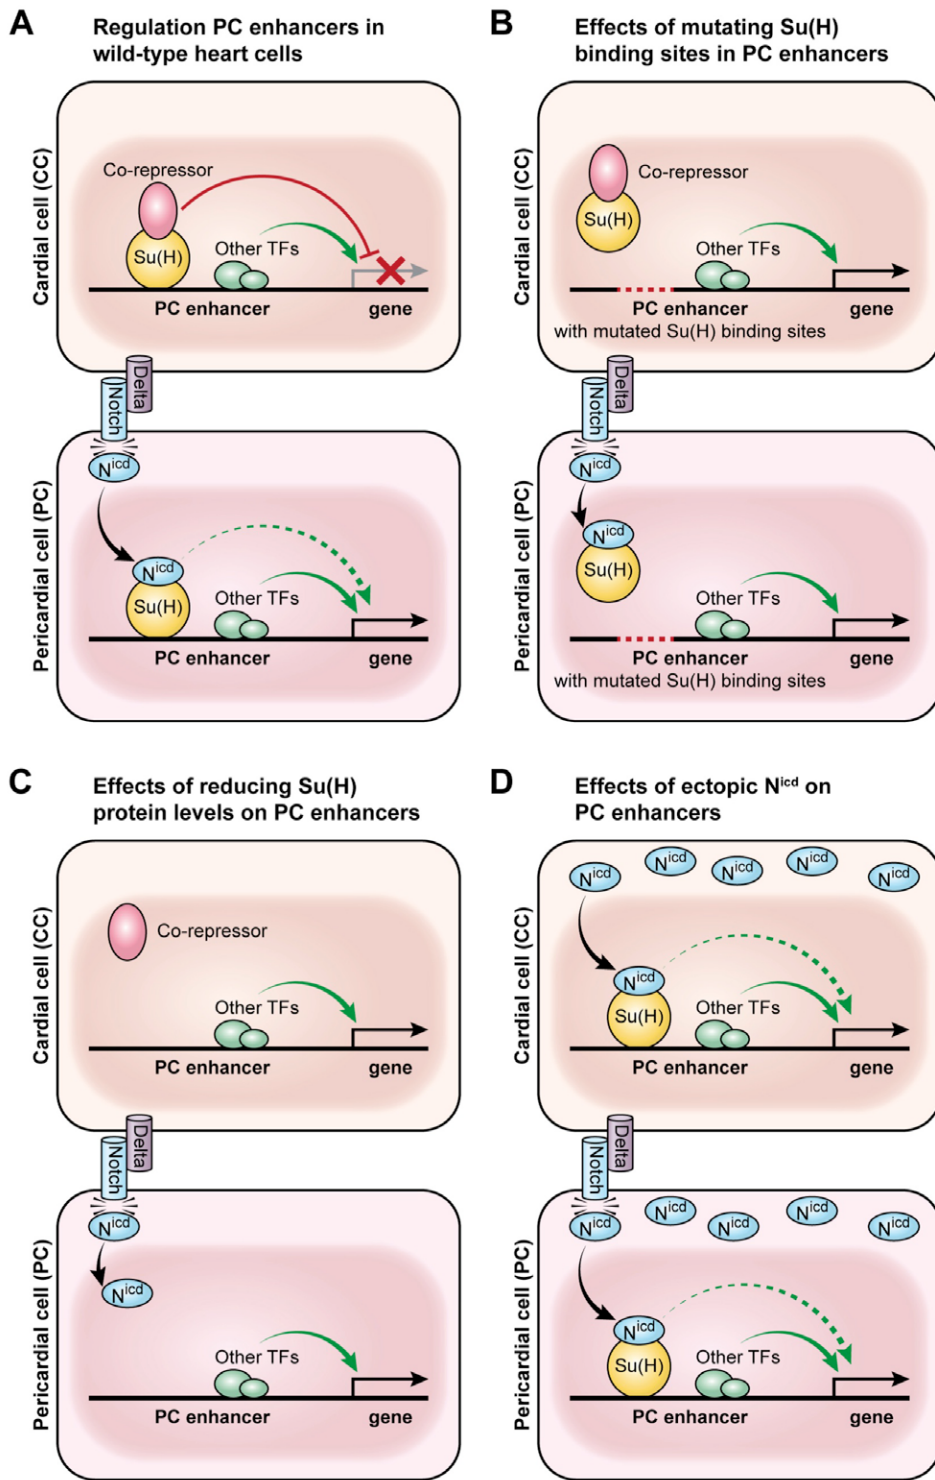 A
Regulation PC enhancers in
wild-type heart cells
Cardial cell (CC)
Co-repressor
Su(H)
Other TFs
PC enhancer
gene
Delta
Notch
Nicd
Pericardial cell (PC)
Nicd
Su(H)
Other TFs
PC enhancer
gene
B
Effects of mutating Su(H)
binding sites in PC enhancers
Cardial cell (CC)
Co-repressor
Su(H)
Other TFs
PC enhancer
gene
with mutated Su(H) binding sites
Delta
Notch
Nicd
Pericardial cell (PC)
Nicd
Su(H)
Other TFs
PC enhancer
gene
with mutated Su(H) binding sites
C
Effects of reducing Su(H)
protein levels on PC enhancers
Cardial cell (CC)
Co-repressor
Other TFs
PC enhancer
gene
Delta
Notch
Nicd
Pericardial cell (PC)
Nicd
Other TFs
PC enhancer
gene
D
Effects of ectopic Nicd on
PC enhancers
Cardial cell (CC)
Nicd
Nicd
Nicd
Nicd
Nicd
Nicd
Su(H)
Other TFs
PC enhancer
gene
Delta
Notch
Nicd
Nicd
Nicd
Nicd
Nicd
Pericardial cell (PC)
Nicd
Su(H)
Other TFs
PC enhancer
gene